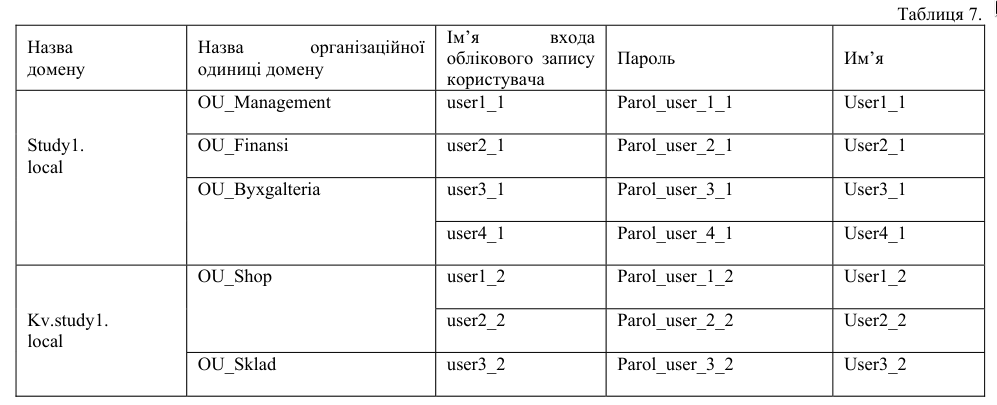 Таблиця 7.
Назва
домену
Назва організаційної
одиниці домену
Ім’я входа
облікового запису
користувача
Пароль
Им’я
Study1.
local
OU_Management
user1_1
Parol_user_1_1
User1_1
OU_Finansi
user2_1
Parol_user_2_1
User2_1
OU_Byxgalteria
user3_1
Parol_user_3_1
User3_1
user4_1
Parol_user_4_1
User4_1
Kv.study1.
local
OU_Shop
user1_2
Parol_user_1_2
User1_2
user2_2
Parol_user_2_2
User2_2
OU_Sklad
user3_2
Parol_user_3_2
User3_2